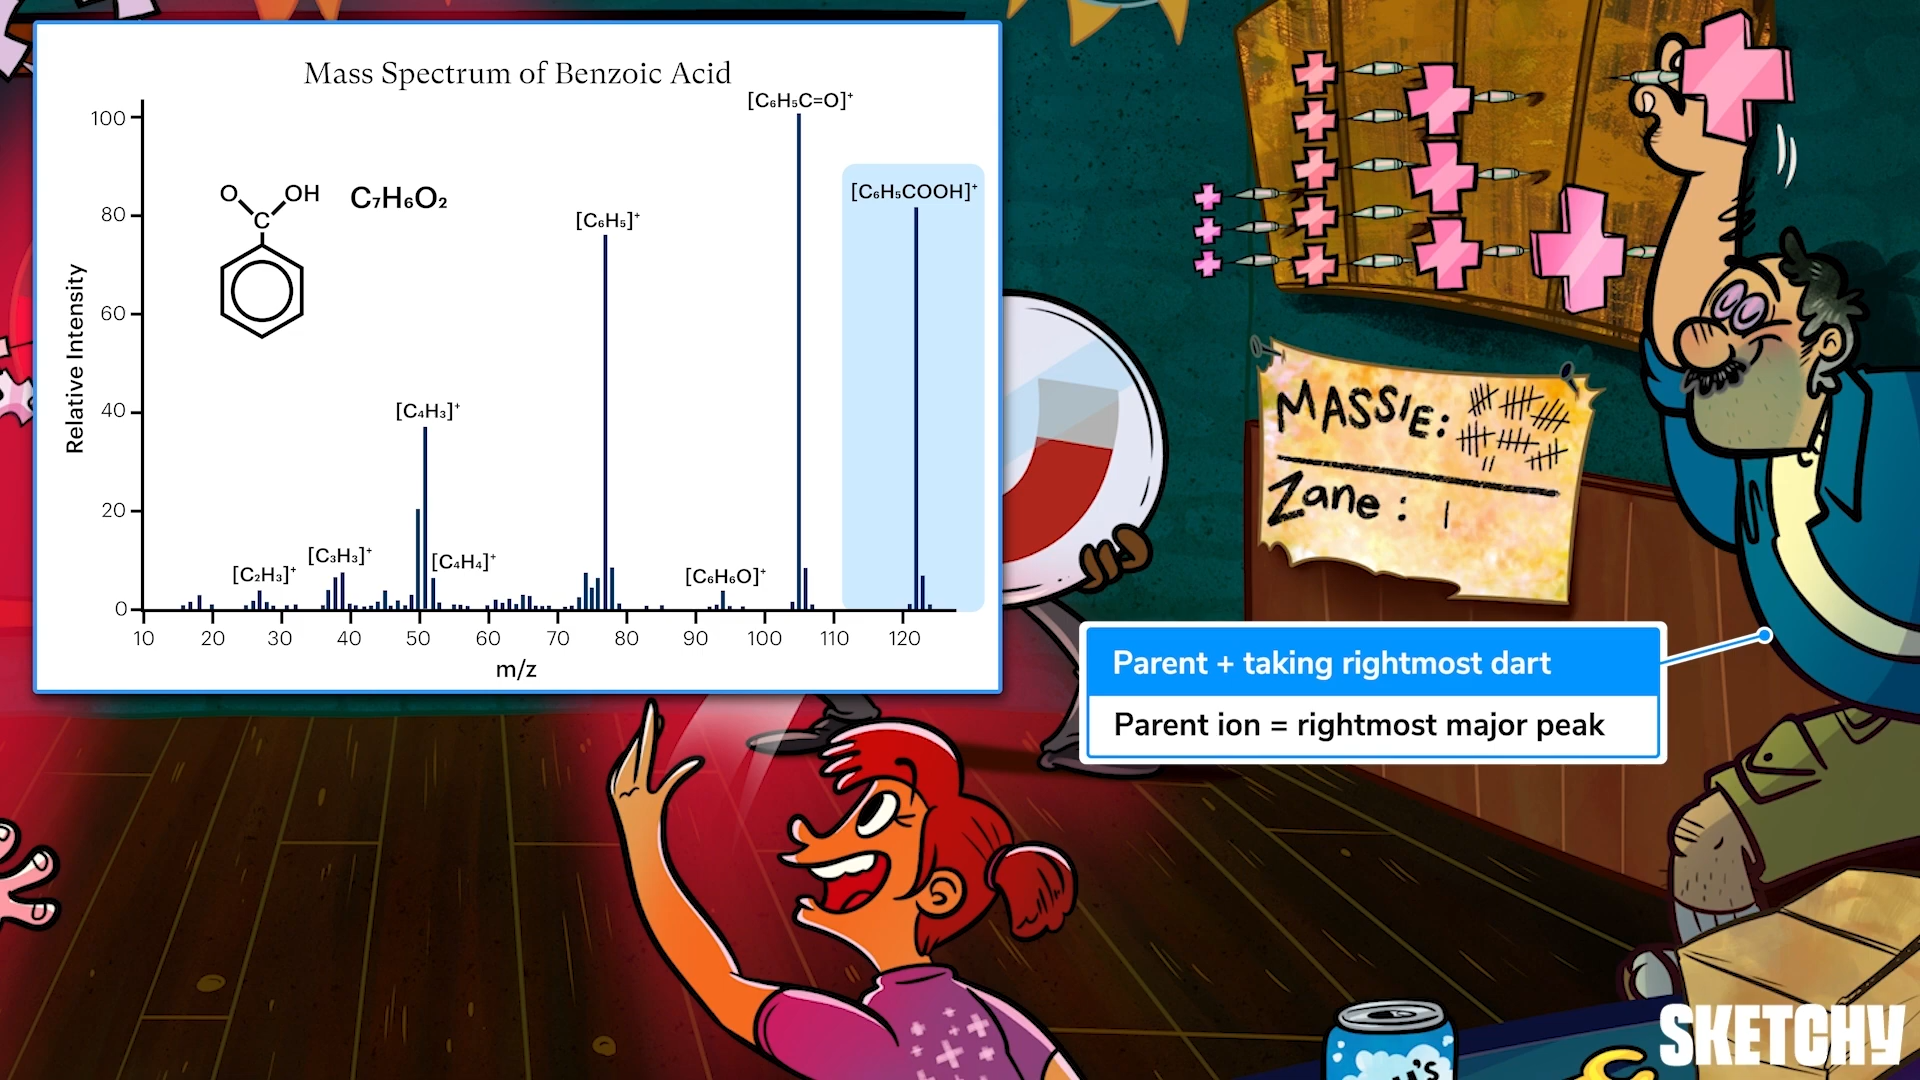 Mass Spectrum of Benzoic Acid
[C₆H₅C=O]⁺
100
[C₆H₅COOH]⁺
O OH C₇H₆O₂
C
80
[C₆H₅]⁺
60
Relative Intensity
40
[C₄H₃]⁺
20
[C₃H₃]⁺
[C₄H₄]⁺
[C₂H₃]⁺
[C₆H₆O]⁺
0
10 20 30 40 50 60 70 80 90 100 110 120
m/z
MASSIE:
Zane: |
Parent + taking rightmost dart
Parent ion = rightmost major peak
SKETCHY